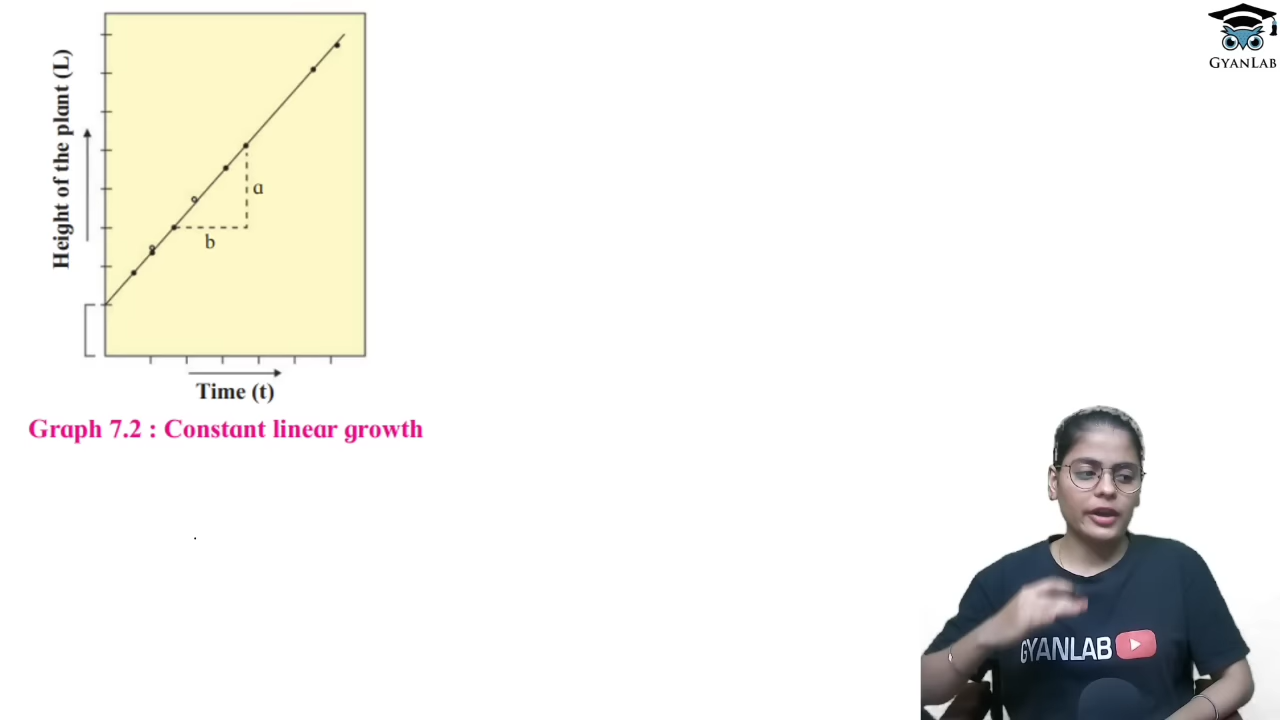 GYANLAB
Height of the plant (L)
a
b
Time (t)
Graph 7.2 : Constant linear growth
GYANLAB